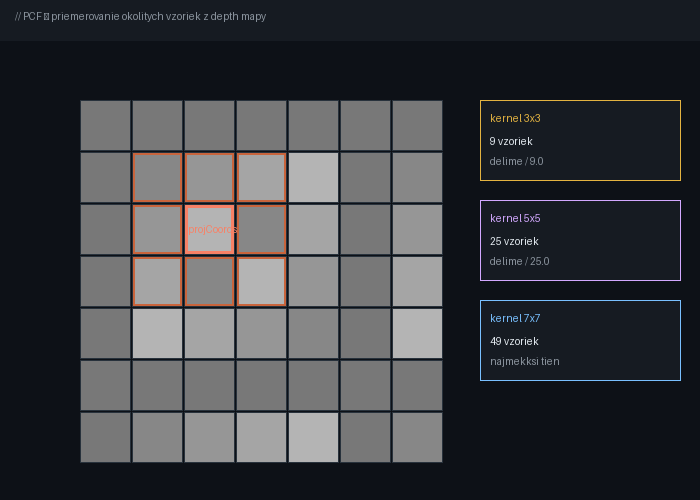 // PCF ▯ priemerovanie okolitych vzoriek z depth mapy
projCoords
kernel 3x3
9 vzoriek
delime / 9.0
kernel 5x5
25 vzoriek
delime / 25.0
kernel 7x7
49 vzoriek
najmekksi tien